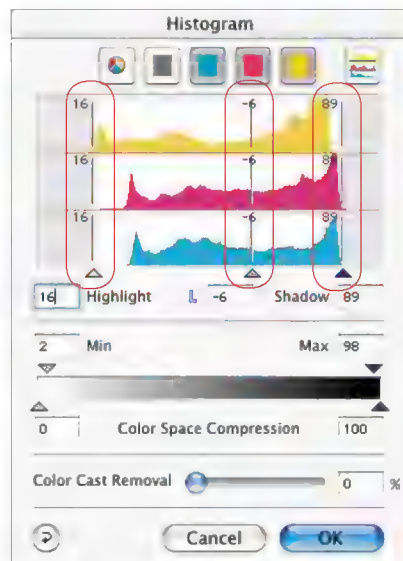 Histogram
16 -6 89
16 -6 89
16 -6 89
16 Highlight L -6 Shadow 89
2 Min Max 98
0 Color Space Compression 100
Color Cast Removal 0 %
Cancel OK